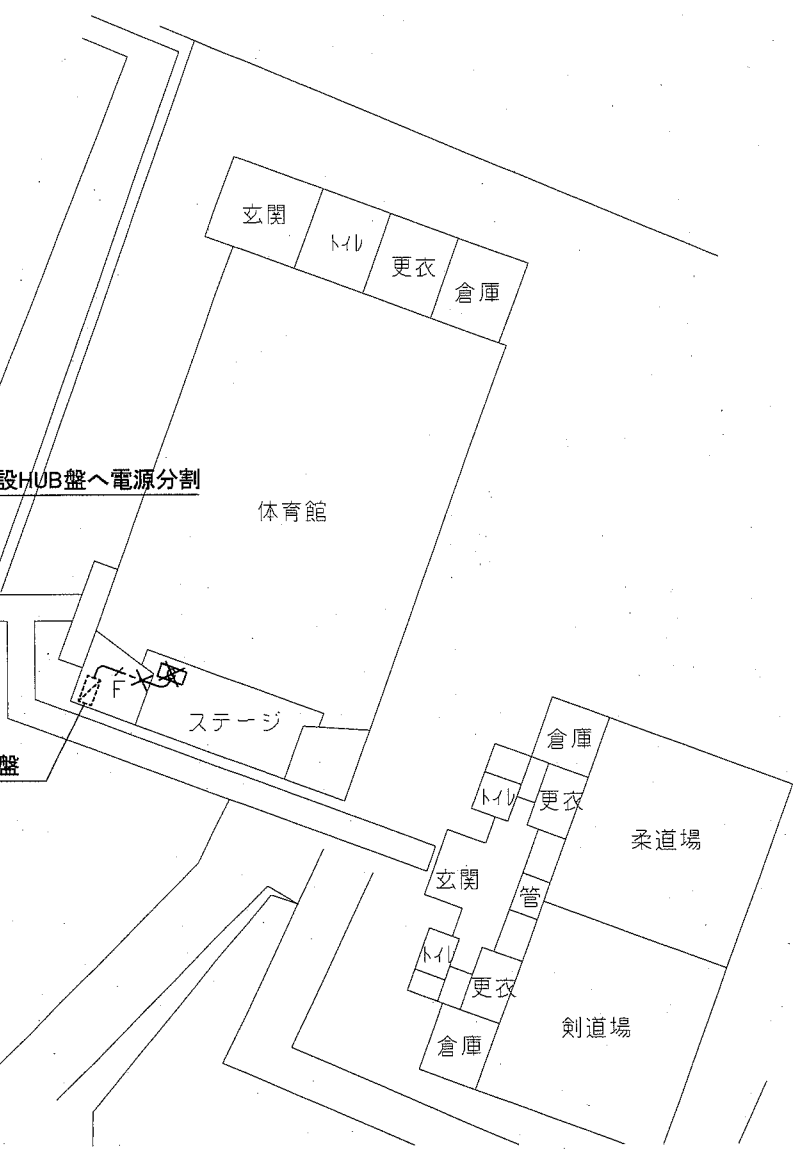 玄関
トイレ
更衣
倉庫
設HUB盤へ電源分割
体育館
F
ステージ
盤
倉庫
トイレ
更衣
柔道場
玄関
管
トイレ
更衣
剣道場
倉庫